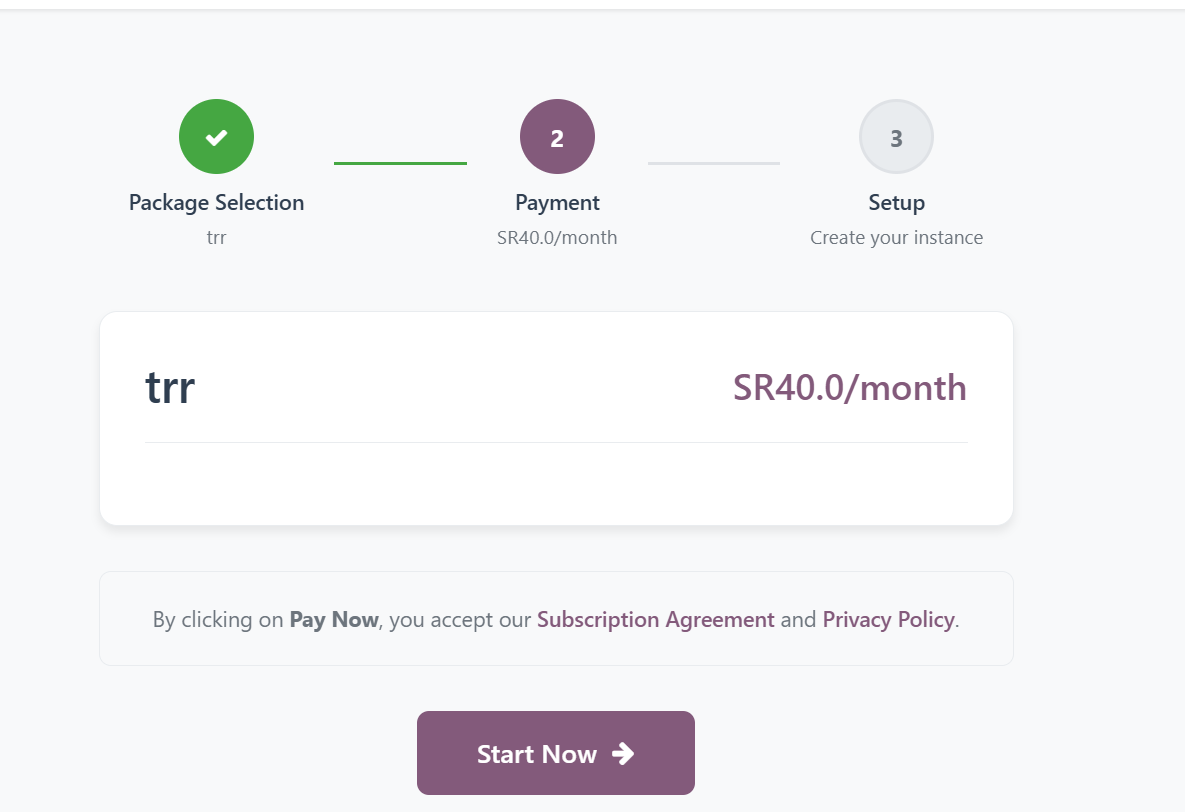 2
3
Package Selection
Payment
Setup
trr
SR40.0/month
Create your instance
trr
SR40.0/month
By clicking on Pay Now, you accept our Subscription Agreement and Privacy Policy.
Start Now